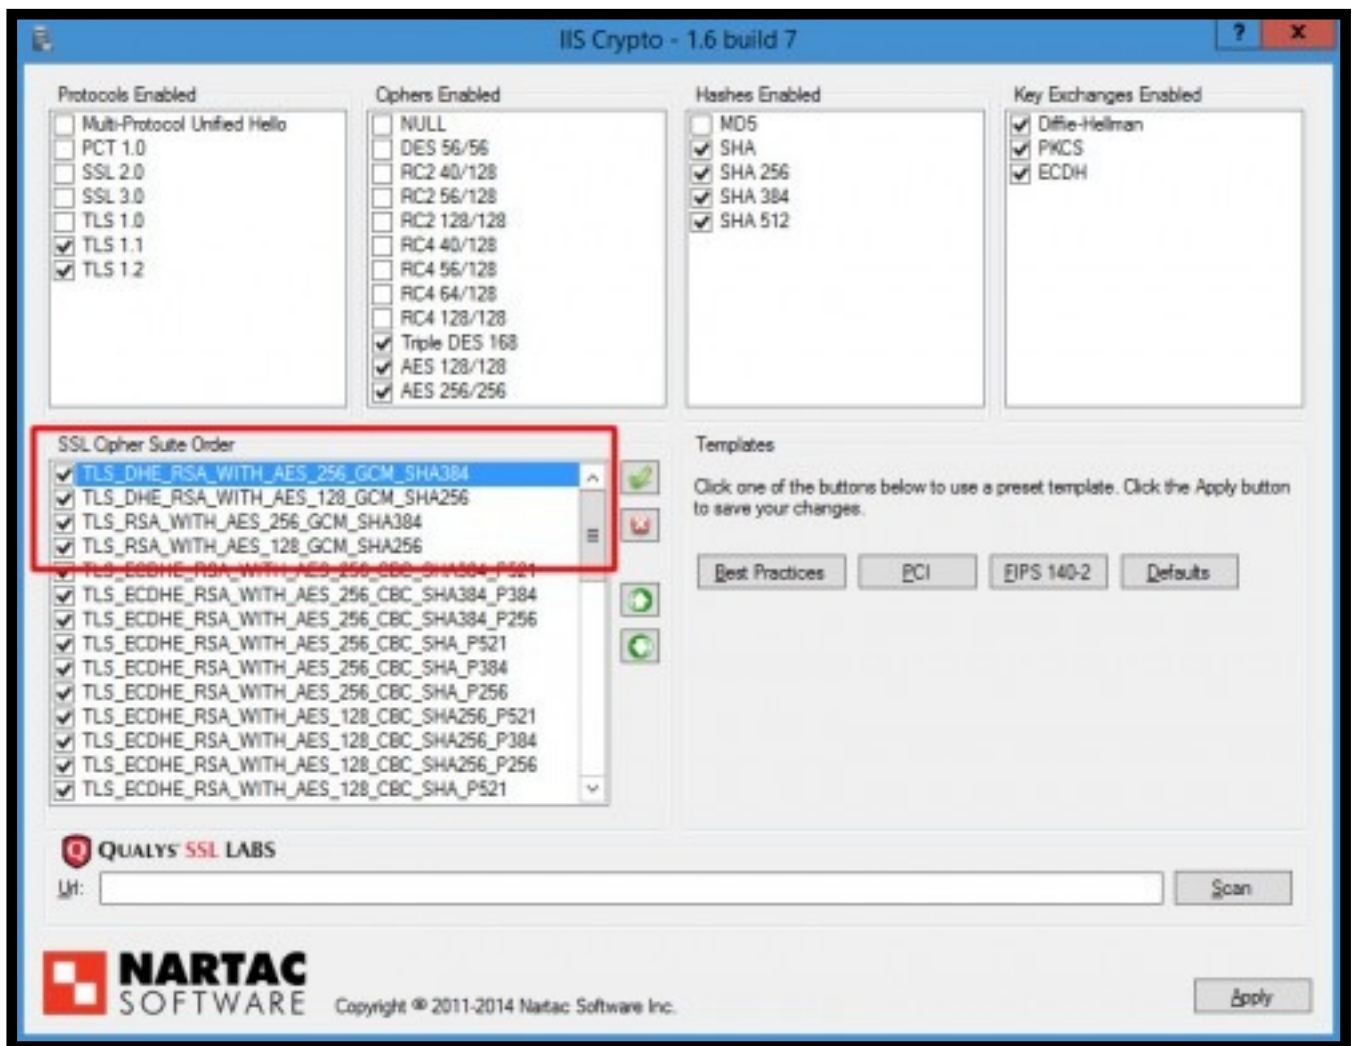 IIS Crypto - 1.6 build 7
?
x
Protocols Enabled
Multi-Protocol Unified Hello
PCT 1.0
SSL 2.0
SSL 3.0
TLS 1.0
TLS 1.1
TLS 1.2
Ciphers Enabled
NULL
DES 56/56
RC2 40/128
RC2 56/128
RC2 128/128
RC4 40/128
RC4 56/128
RC4 64/128
RC4 128/128
Triple DES 168
AES 128/128
AES 256/256
Hashes Enabled
MD5
SHA
SHA 256
SHA 384
SHA 512
Key Exchanges Enabled
Diffie-Hellman
PKCS
ECDH
SSL Cipher Suite Order
TLS_DHE_RSA_WITH_AES_256_GCM_SHA384
TLS_DHE_RSA_WITH_AES_128_GCM_SHA256
TLS_RSA_WITH_AES_256_GCM_SHA384
TLS_RSA_WITH_AES_128_GCM_SHA256
TLS_ECDHE_RSA_WITH_AES_256_CBC_SHA384_P521
TLS_ECDHE_RSA_WITH_AES_256_CBC_SHA384_P384
TLS_ECDHE_RSA_WITH_AES_256_CBC_SHA384_P256
TLS_ECDHE_RSA_WITH_AES_256_CBC_SHA_P521
TLS_ECDHE_RSA_WITH_AES_256_CBC_SHA_P384
TLS_ECDHE_RSA_WITH_AES_256_CBC_SHA_P256
TLS_ECDHE_RSA_WITH_AES_128_CBC_SHA256_P521
TLS_ECDHE_RSA_WITH_AES_128_CBC_SHA256_P384
TLS_ECDHE_RSA_WITH_AES_128_CBC_SHA256_P256
TLS_ECDHE_RSA_WITH_AES_128_CBC_SHA_P521
Templates
Click one of the buttons below to use a preset template. Click the Apply button
to save your changes.
Best Practices
PCI
FIPS 140-2
Defaults
QUALYS' SSL LABS
Url:
Scan
NARTAC
SOFTWARE
Copyright © 2011-2014 Nartac Software Inc.
Apply